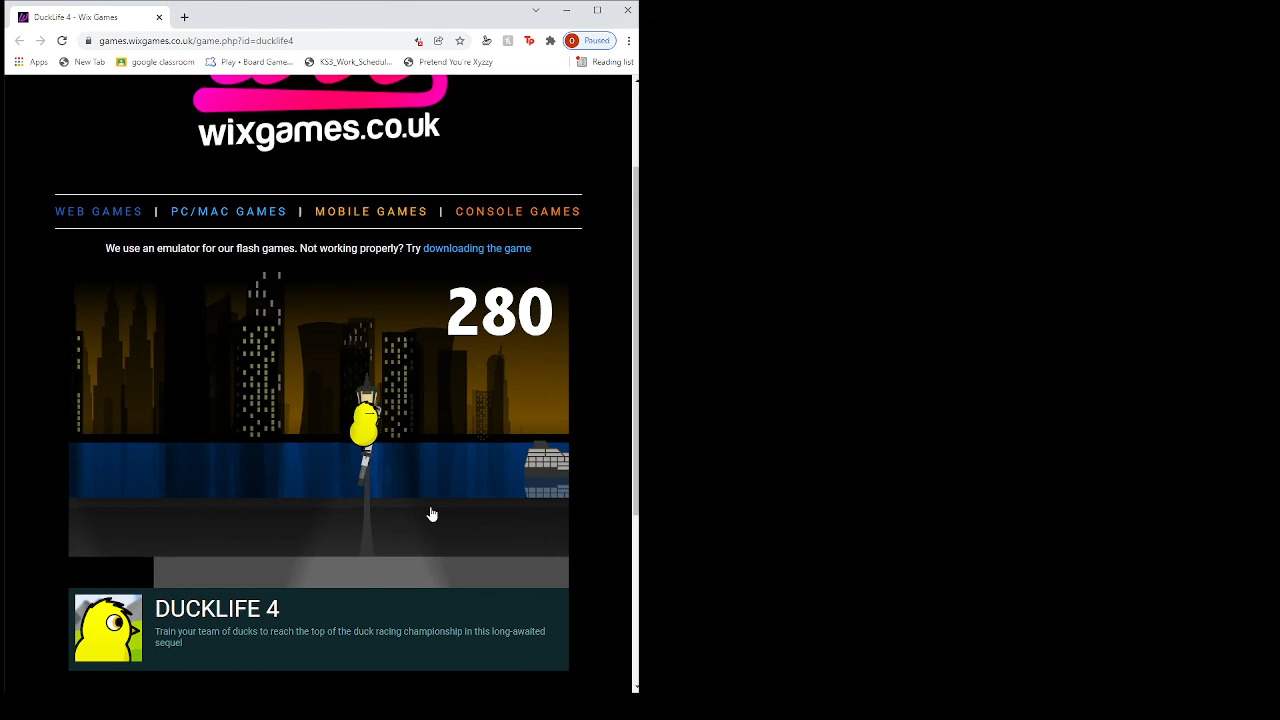 DuckLife 4 - Wix Games
games.wixgames.co.uk/game.php?id=ducklife4
Paused
Apps
New Tab
google classroom
Play • Board Game...
KS3_Work_Schedul...
Pretend You're Xyzzy
Reading list
wixgames.co.uk
WEB GAMES | PC/MAC GAMES | MOBILE GAMES | CONSOLE GAMES
We use an emulator for our flash games. Not working properly? Try downloading the game
280
DUCKLIFE 4
Train your team of ducks to reach the top of the duck racing championship in this long-awaited
sequel